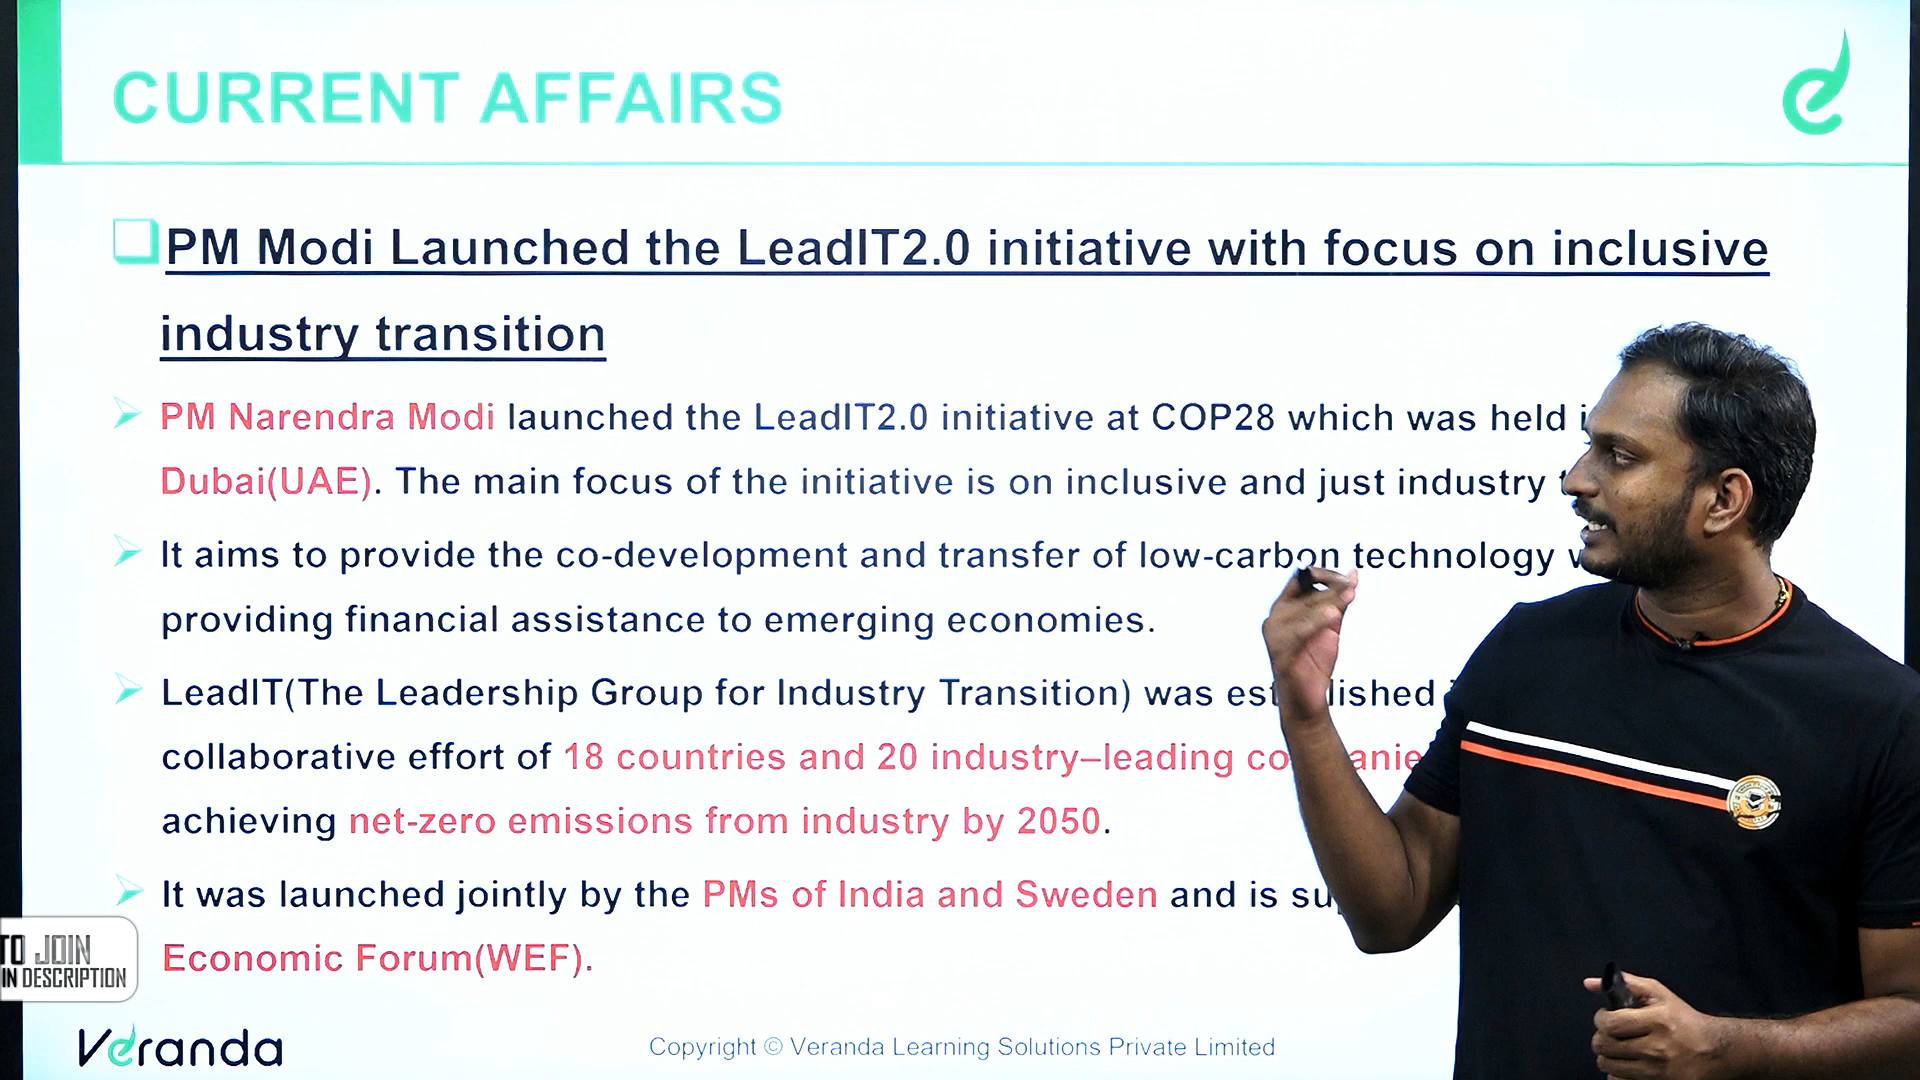 CURRENT AFFAIRS
PM Modi Launched the LeadIT2.0 initiative with focus on inclusive
industry transition
PM Narendra Modi launched the LeadIT2.0 initiative at COP28 which was held
Dubai(UAE). The main focus of the initiative is on inclusive and just industry
It aims to provide the co-development and transfer of low-carbon technology
providing financial assistance to emerging economies.
LeadIT(The Leadership Group for Industry Transition) was
collaborative effort of 18 countries and 20 industry–leading
achieving net-zero emissions from industry by 2050.
It was launched jointly by the PMs of India and Sweden and is
Economic Forum(WEF).
TO JOIN
IN DESCRIPTION
Veranda
Copyright © Veranda Learning Solutions Private Limited